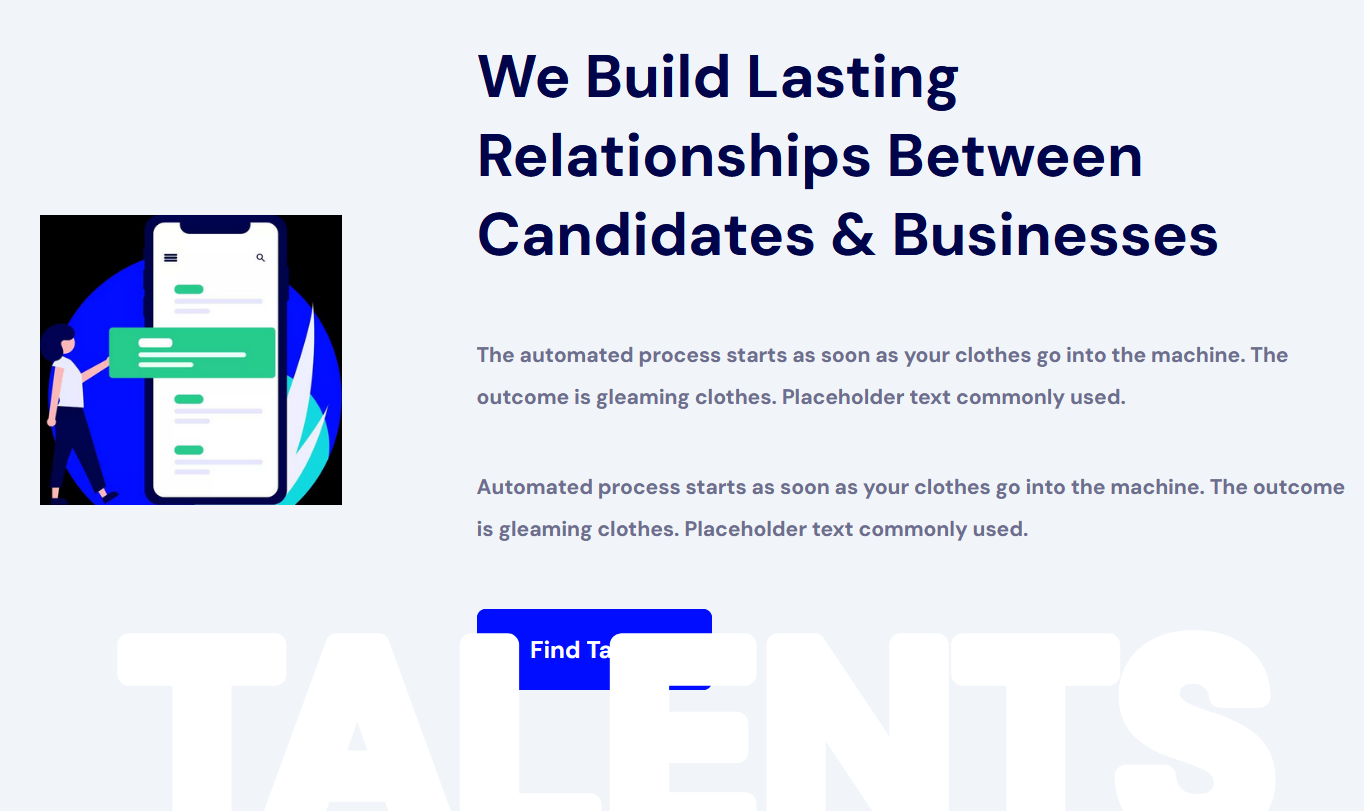 We Build Lasting
Relationships Between
Candidates & Businesses
The automated process starts as soon as your clothes go into the machine. The
outcome is gleaming clothes. Placeholder text commonly used.
Automated process starts as soon as your clothes go into the machine. The outcome
is gleaming clothes. Placeholder text commonly used.
Find Ta
TALENTS